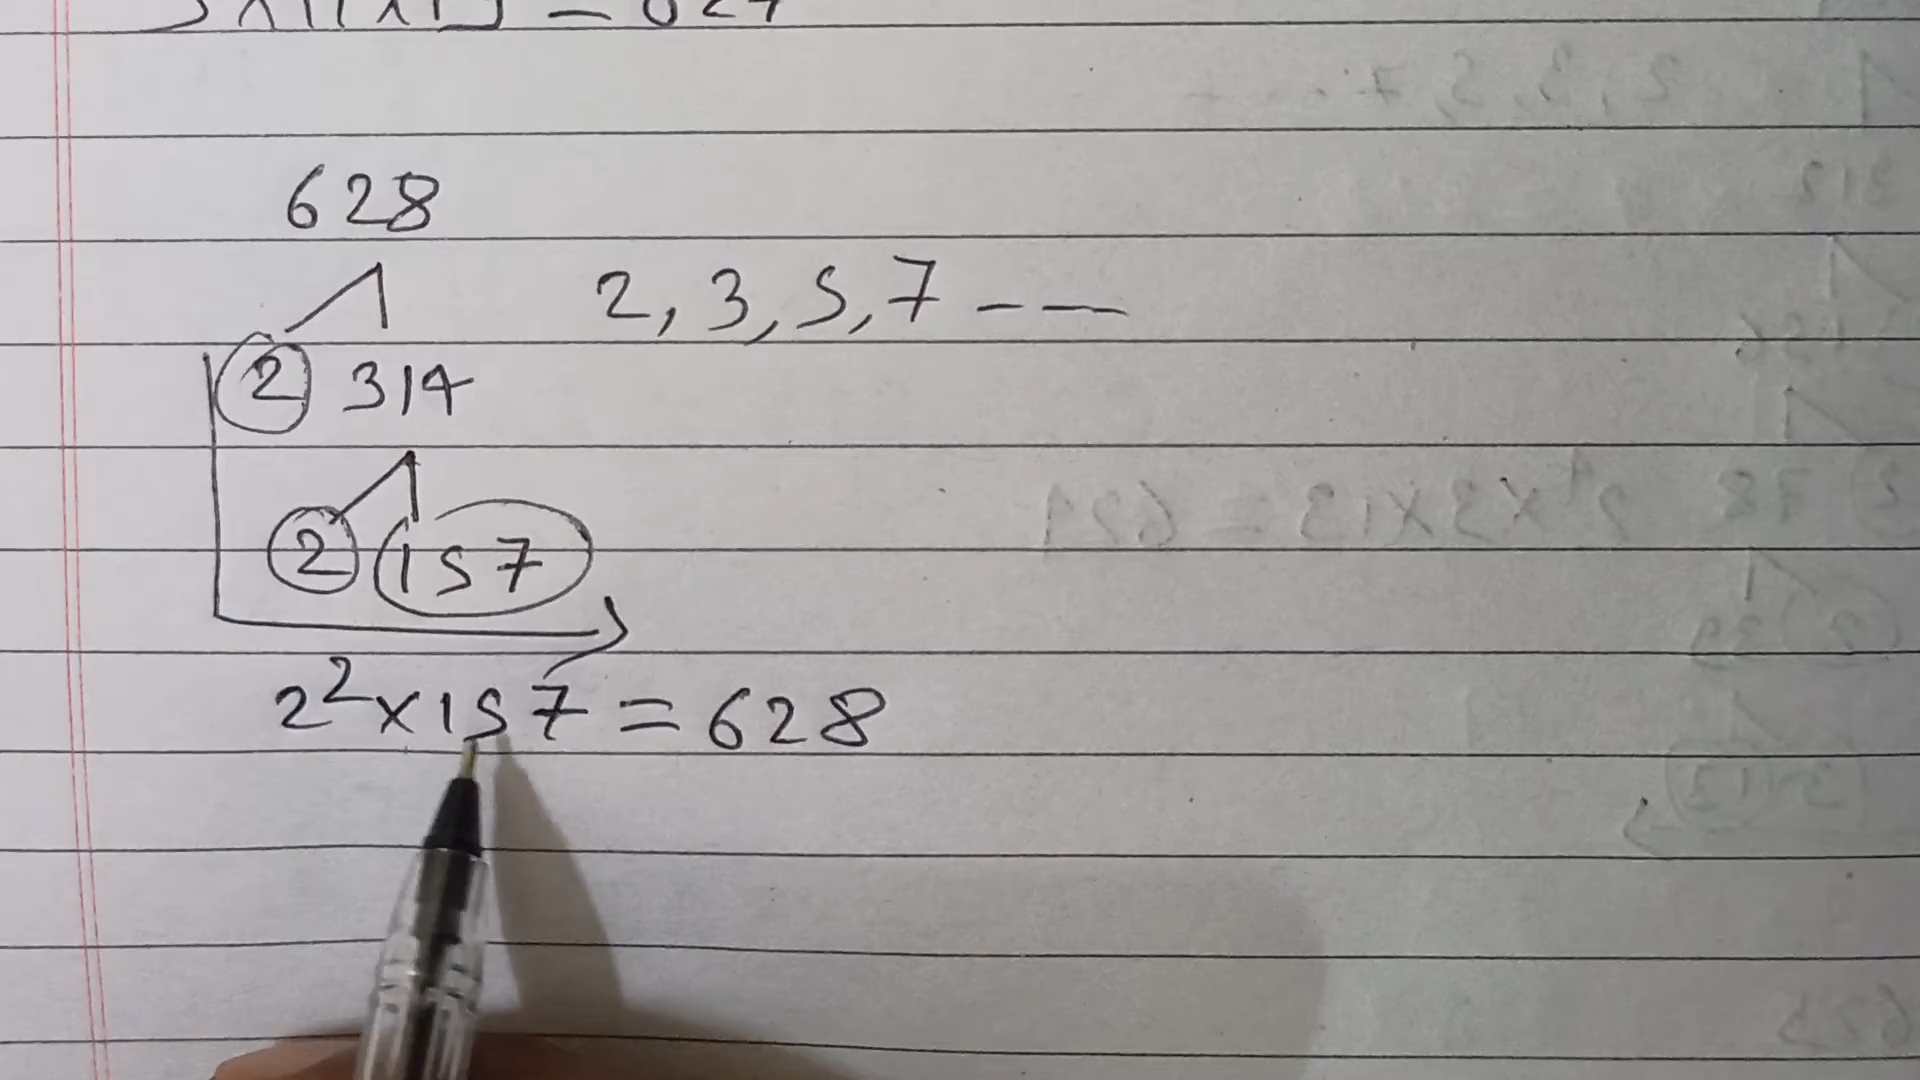 628
2, 3, 5, 7 - -
2 314
2 157
2² × 157 = 628